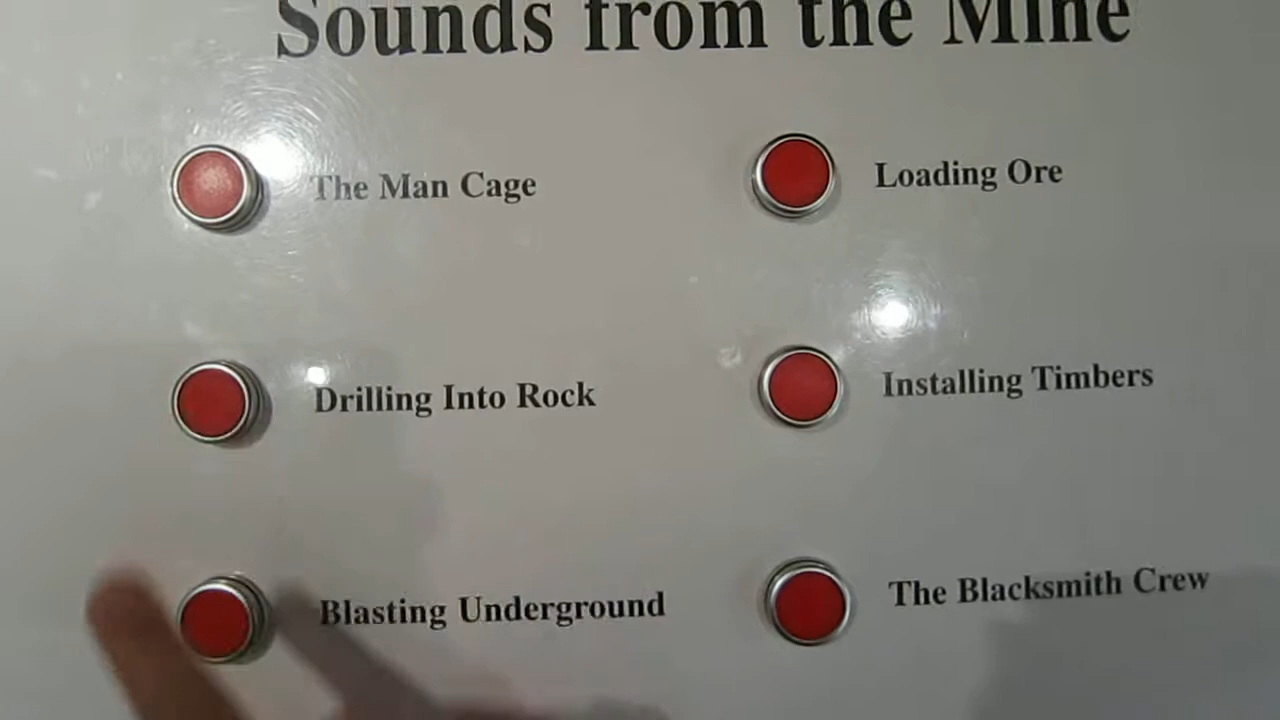 Sounds from the Mine
The Man Cage
Loading Ore
Drilling Into Rock
Installing Timbers
Blasting Underground
The Blacksmith Crew